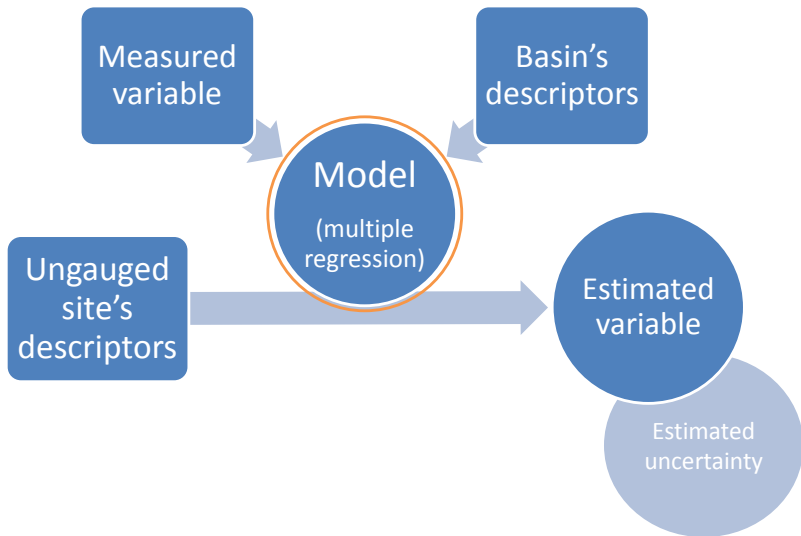 Measured
variable
Basin's
descriptors
Model
(multiple
regression)
Ungauged
site's
descriptors
Estimated
variable
Estimated
uncertainty